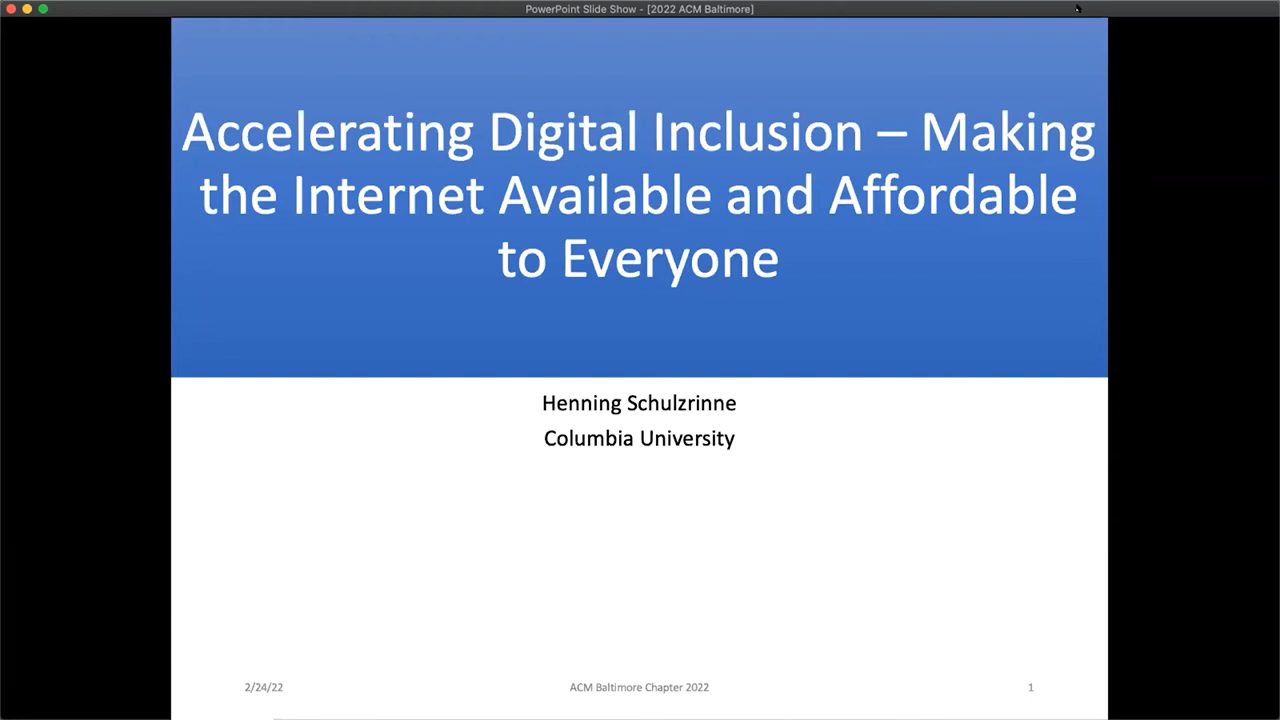 PowerPoint Slide Show - [2022 ACM Baltimore]
Accelerating Digital Inclusion – Making
the Internet Available and Affordable
to Everyone
Henning Schulzrinne
Columbia University
2/24/22
ACM Baltimore Chapter 2022
1